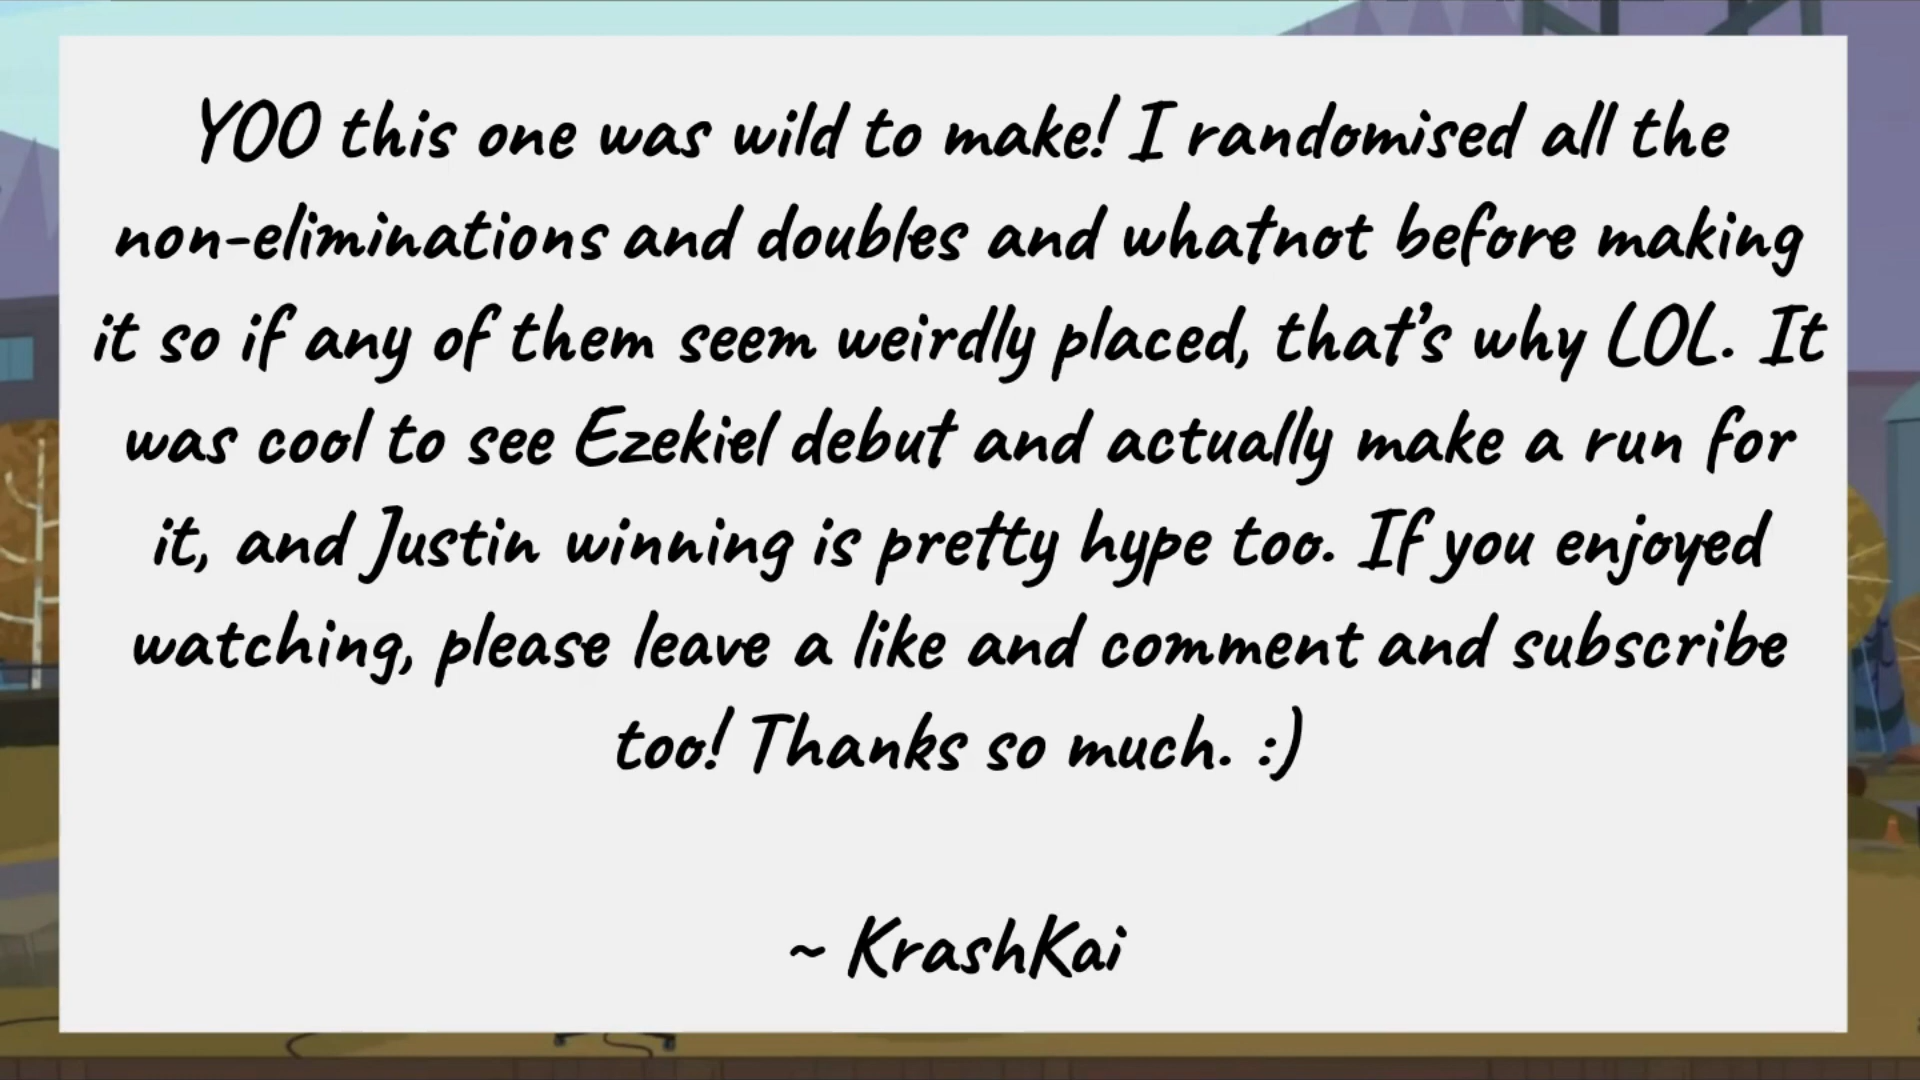 YOO this one was wild to make! I randomised all the
non-eliminations and doubles and whatnot before making
it so if any of them seem weirdly placed, that's why LOL. It
was cool to see Ezekiel debut and actually make a run for
it, and Justin winning is pretty hype too. If you enjoyed
watching, please leave a like and comment and subscribe
too! Thanks so much. :)
~ KrashKai